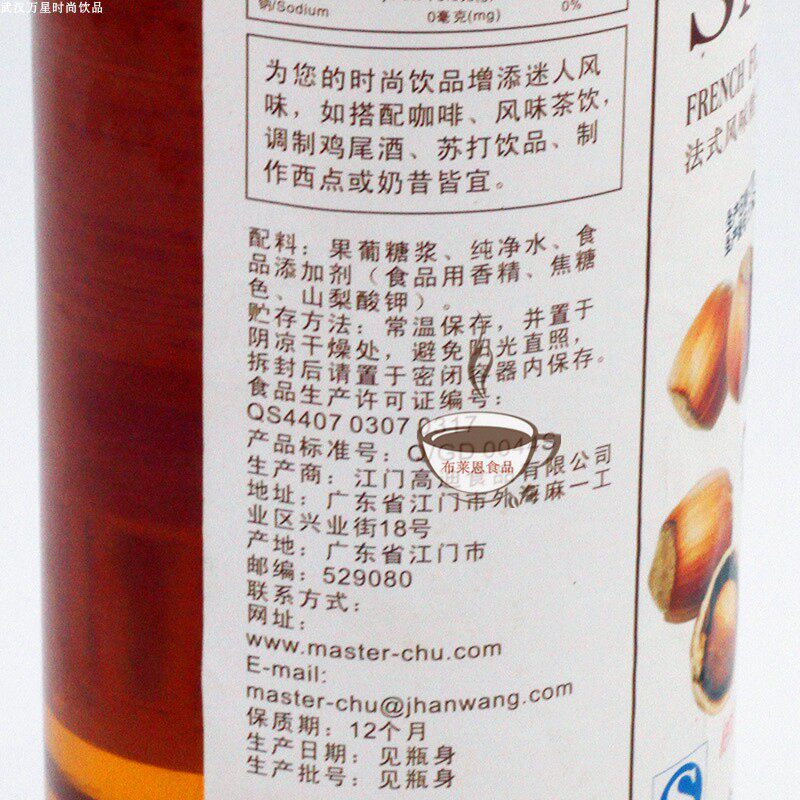 武汉万星时尚饮品
钠/Sodium 0毫克(mg) 0%
为您的时尚饮品增添迷人风
味，如搭配咖啡、风味茶饮，
调制鸡尾酒、苏打饮品、制
作西点或奶昔皆宜。
配料：果葡糖浆、纯净水、食
品添加剂（食品用香精、焦糖
色、山梨酸钾）。
贮存方法：常温保存，并置于
阴凉干燥处，避免阳光直照，
拆封后请置于密闭容器内保存。
食品生产许可证编号：
QS4407 0307 0317
产品标准号：
生产商：江门高迪食品有限公司
地址：广东省江门市外海麻一工
业区兴业街18号
产地：广东省江门市
邮编：529080
联系方式：
网址：
www.master-chu.com
E-mail:
master-chu@jhanwang.com
保质期：12个月
生产日期：见瓶身
生产批号：见瓶身
布莱恩食品
FRENCH
法式风味